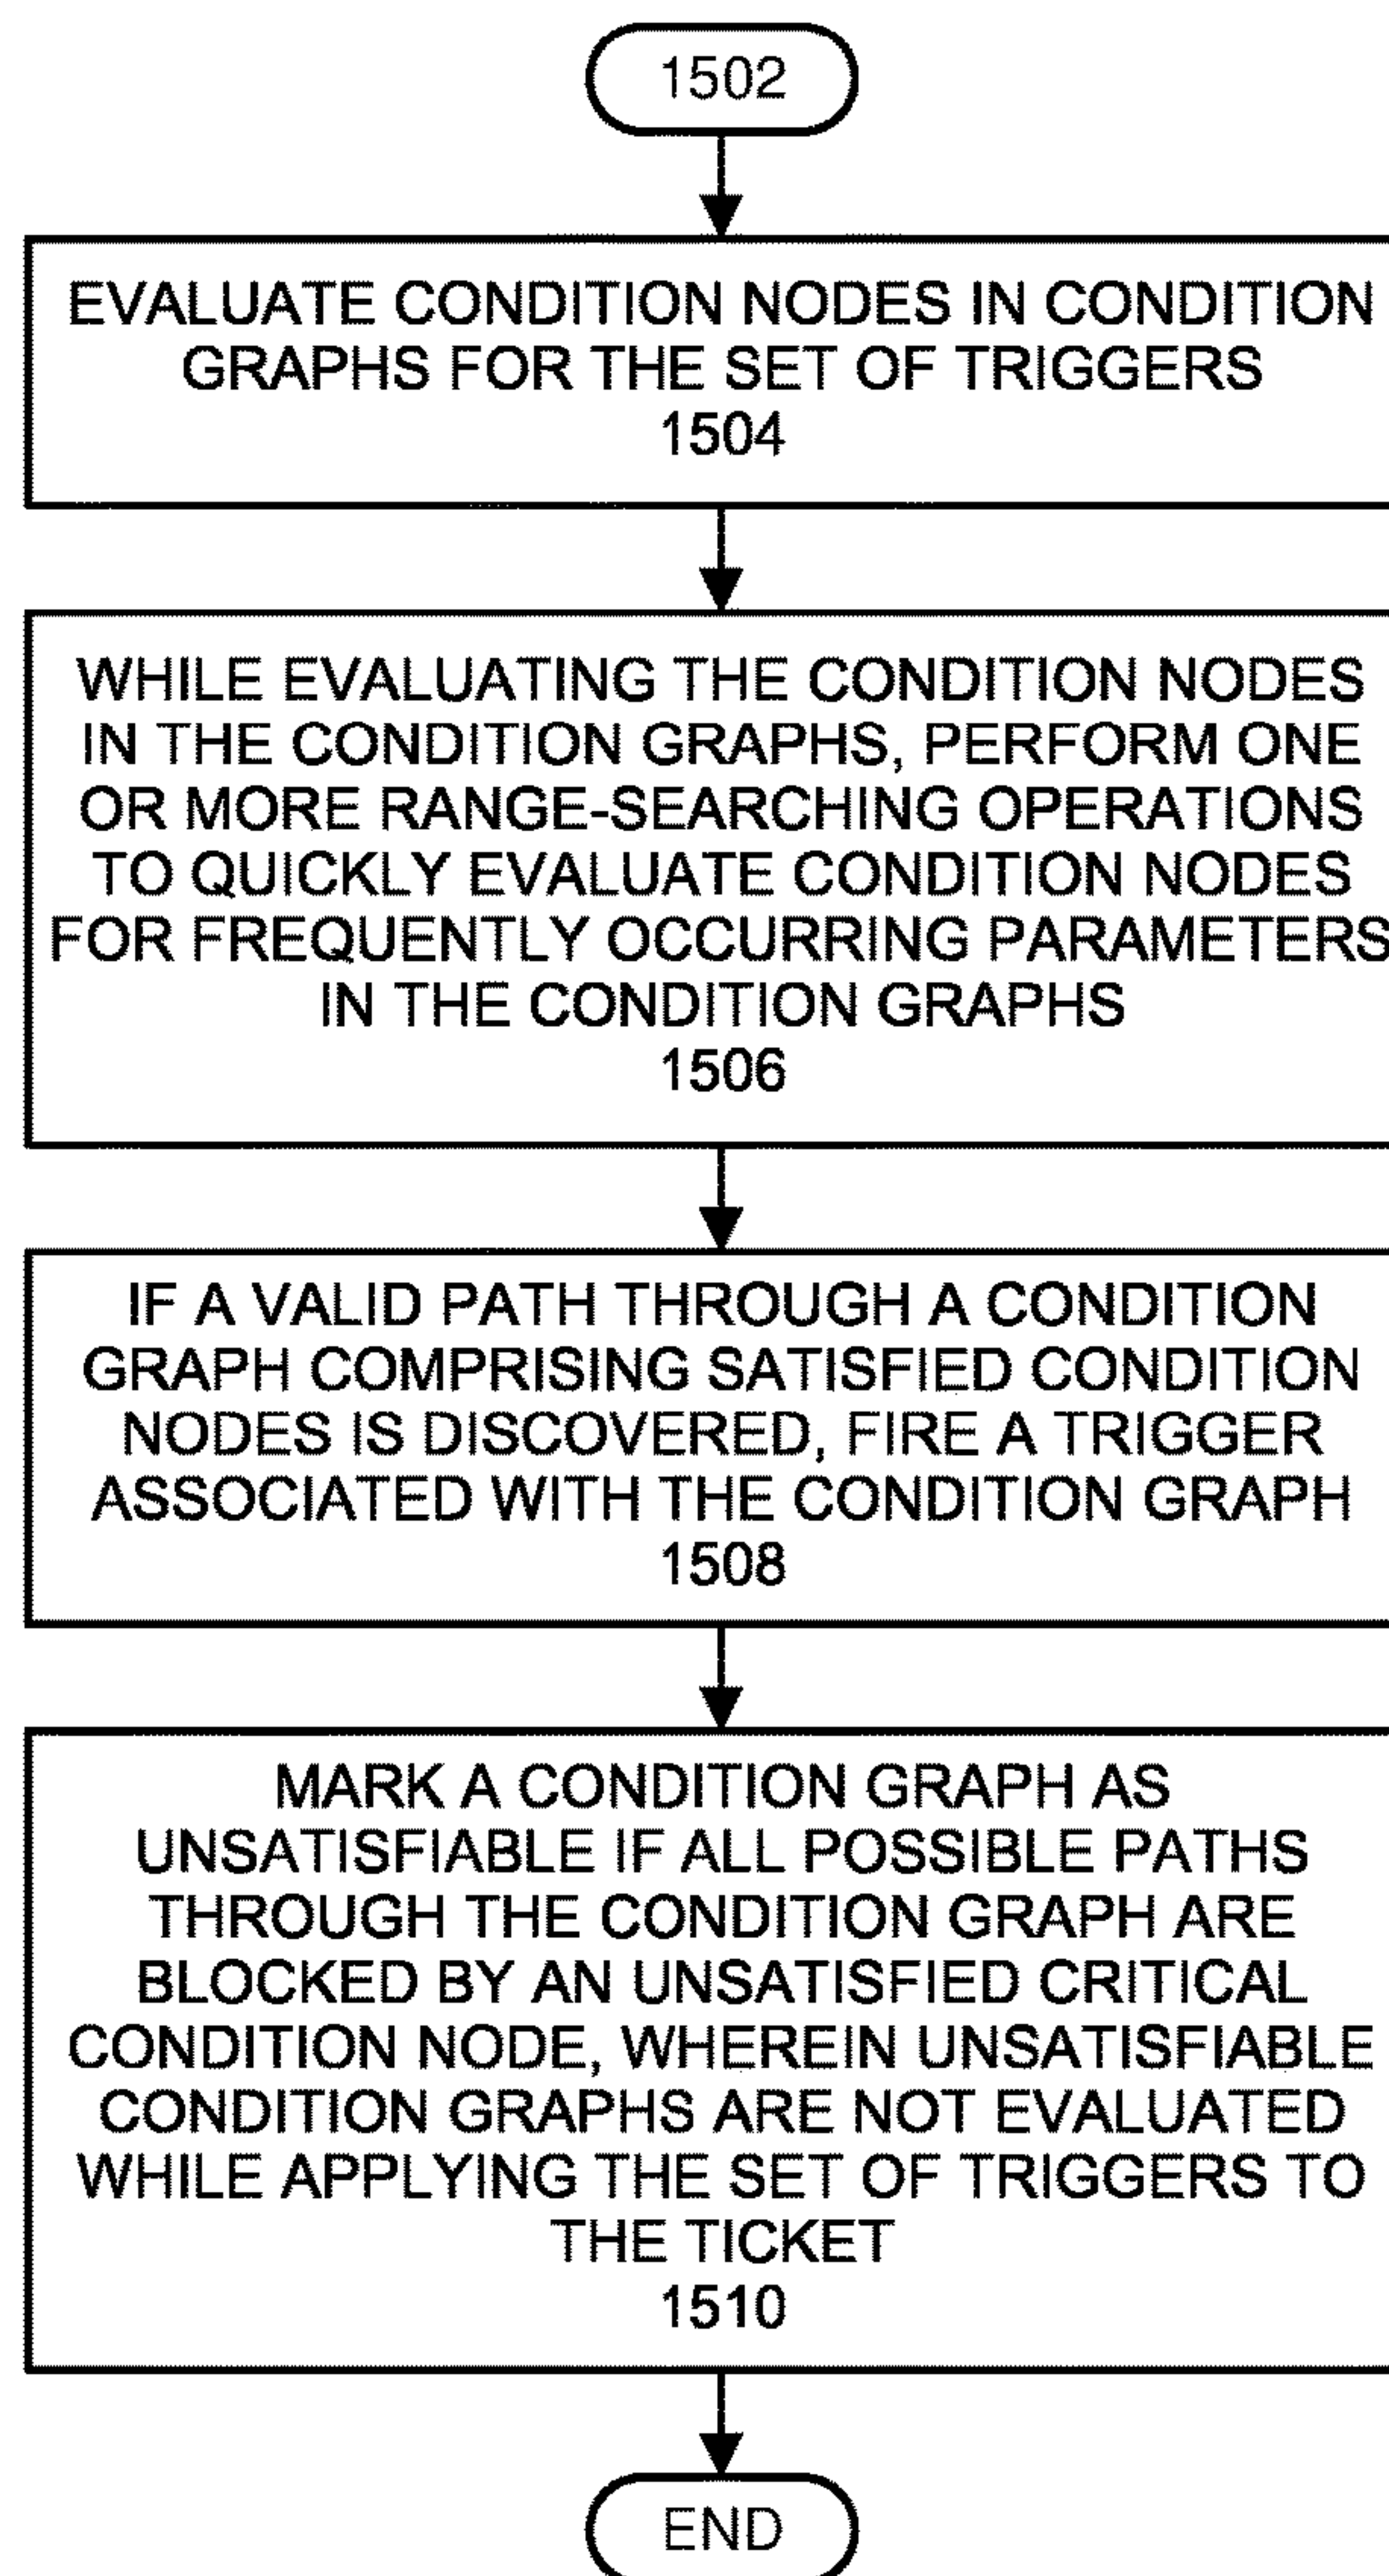 1502
EVALUATE CONDITION NODES IN CONDITION
GRAPHS FOR THE SET OF TRIGGERS
1504
WHILE EVALUATING THE CONDITION NODES
IN THE CONDITION GRAPHS, PERFORM ONE
OR MORE RANGE-SEARCHING OPERATIONS
TO QUICKLY EVALUATE CONDITION NODES
FOR FREQUENTLY OCCURRING PARAMETERS
IN THE CONDITION GRAPHS
1506
IF A VALID PATH THROUGH A CONDITION
GRAPH COMPRISING SATISFIED CONDITION
NODES IS DISCOVERED, FIRE A TRIGGER
ASSOCIATED WITH THE CONDITION GRAPH
1508
MARK A CONDITION GRAPH AS
UNSATISFIABLE IF ALL POSSIBLE PATHS
THROUGH THE CONDITION GRAPH ARE
BLOCKED BY AN UNSATISFIED CRITICAL
CONDITION NODE, WHEREIN UNSATISFIABLE
CONDITION GRAPHS ARE NOT EVALUATED
WHILE APPLYING THE SET OF TRIGGERS TO
THE TICKET
1510
END